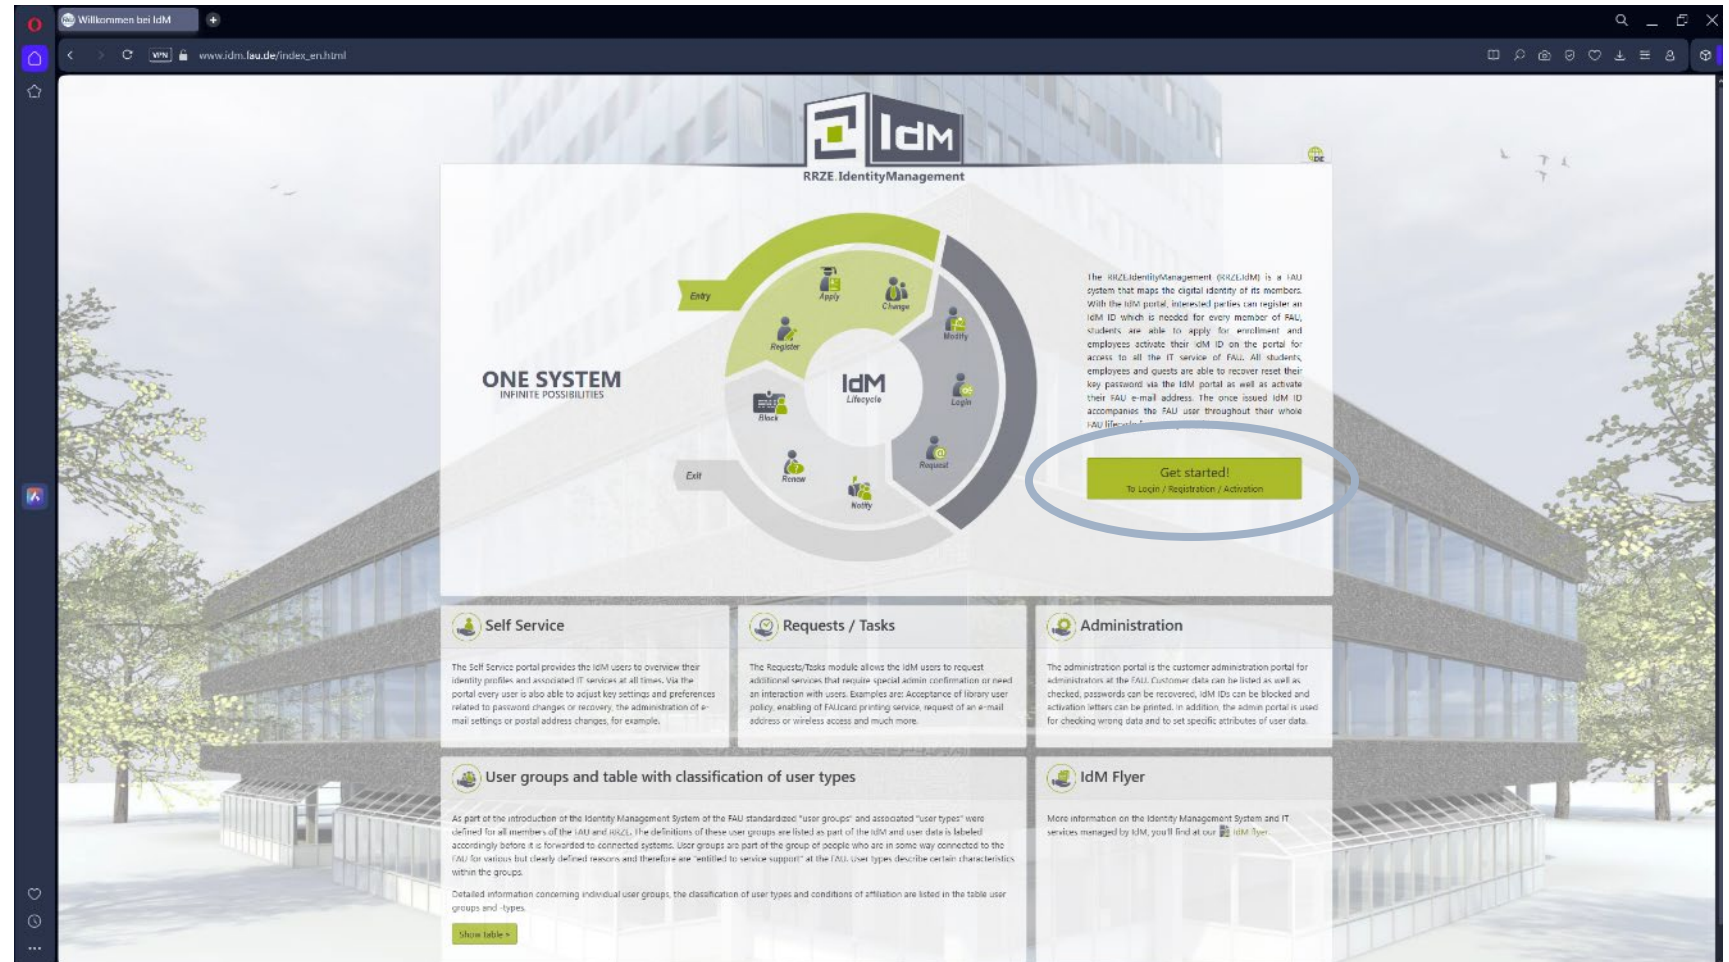 Willkommen bei IdM
VPN
www.idm.fau.de/index_en.html
IdM
RRZE.IdentityManagement
DE
Entry
Apply
Change
Register
Modify
ONE SYSTEM
INFINITE POSSIBILITIES
IdM
Lifecycle
Login
Block
Request
Exit
Renew
Notify
The RRZE.IdentityManagement (RRZE.IdM) is a FAU
system that maps the digital identity of its members.
With the IdM portal, interested parties can register an
IdM ID which is needed for every member of FAU,
students are able to apply for enrollment and
employees activate their IdM ID on the portal for
access to all the IT service of FAU. All students,
employees and guests are able to recover reset their
key password via the IdM portal as well as activate
their FAU e-mail address. The once issued IdM ID
accompanies the FAU user throughout their whole
FAU
Get started!
To Login / Registration / Activation
Self Service
The Self Service portal provides the IdM users to overview their
identity profiles and associated IT services at all times. Via the
portal every user is also able to adjust key settings and preferences
related to password changes or recovery, the administration of e-
mail settings or postal address changes, for example.
Requests / Tasks
The Requests/Tasks module allows the IdM users to request
additional services that require special admin confirmation or need
an interaction with users. Examples are: Acceptance of library user
policy, enabling of FAUcard printing service, request of an e-mail
address or wireless access and much more.
Administration
The administration portal is the customer administration portal for
administrators at the FAU. Customer data can be listed as well as
checked, passwords can be recovered, IdM IDs can be blocked and
activation letters can be printed. In addition, the admin portal is used
for checking wrong data and to set specific attributes of user data.
User groups and table with classification of user types
As part of the introduction of the Identity Management System of the FAU standardized "user groups" and associated "user types" were
defined for all members of the FAU and RRZE. The definitions of these user groups are listed as part of the IdM and user data is labeled
accordingly before it is forwarded to connected systems. User groups are part of the group of people who are in some way connected to the
FAU for various but clearly defined reasons and therefore are "entitled to service support" at the FAU. User types describe certain characteristics
within the groups.
Detailed information concerning individual user groups, the classification of user types and conditions of affiliation are listed in the table user
groups and -types.
Show table »
IdM Flyer
More information on the Identity Management System and IT
services managed by IdM, you'll find at our IdM flyer.